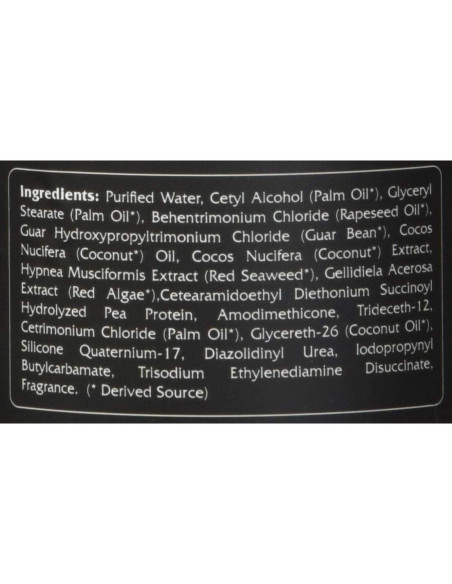 Ingredients: Purified Water, Cetyl Alcohol (Palm Oil*), Glyceryl
Stearate (Palm Oil*), Behentrimonium Chloride (Rapeseed Oil*),
Guar Hydroxypropyltrimonium Chloride (Guar Bean*), Cocos
Nucifera (Coconut*) Oil, Cocos Nucifera (Coconut*) Extract,
Hypnea Musciformis Extract (Red Seaweed*), Gellidiela Acerosa
Extract (Red Algae*),Cetearamidoethyl Diethonium Succinoyl
Hydrolyzed Pea Protein, Amodimethicone, Trideceth-12,
Cetrimonium Chloride (Palm Oil*), Glycereth-26 (Coconut Oil*),
Silicone Quaternium-17, Diazolidinyl Urea, Iodopropynyl
Butylcarbamate, Trisodium Ethylenediamine Disuccinate,
Fragrance. (* Derived Source)